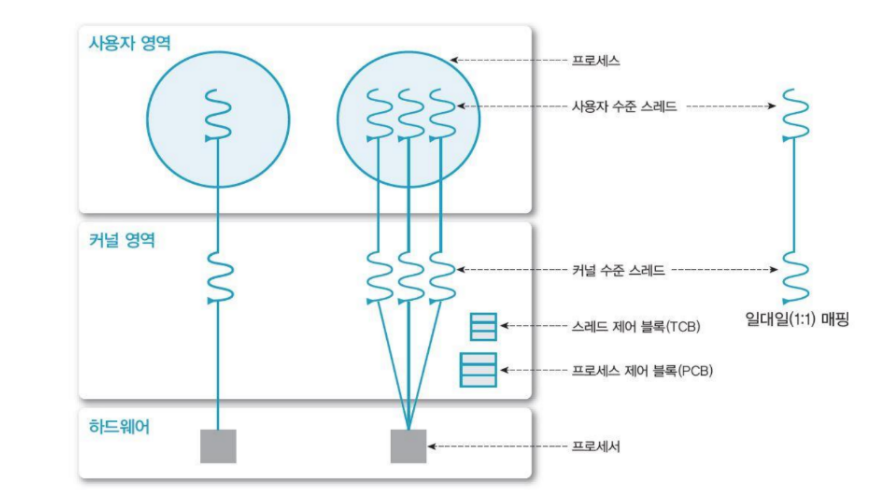 사용자 영역
프로세스
사용자 수준 스레드
커널 영역
커널 수준 스레드
일대일(1:1) 매핑
스레드 제어 블록(TCB)
프로세스 제어 블록(PCB)
하드웨어
프로세서